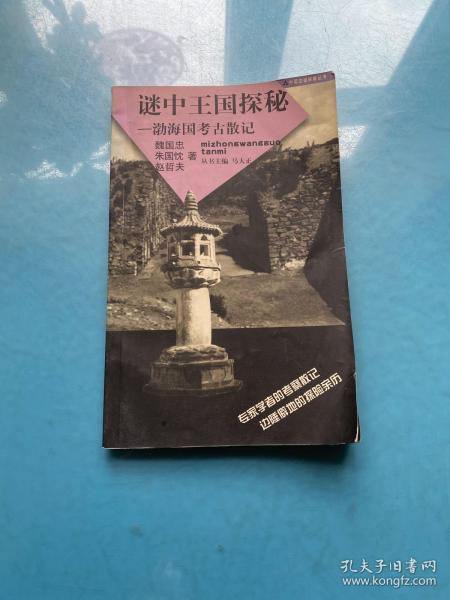 谜中王国探秘
—渤海国考古散记
魏国忠
朱国忱 著
赵哲夫
mizhongwangguo
tanmi
丛书主编 马大正
专家学者的考察散记
边陲僻地的探险亲历
孔夫子旧书网
www.kongfz.com